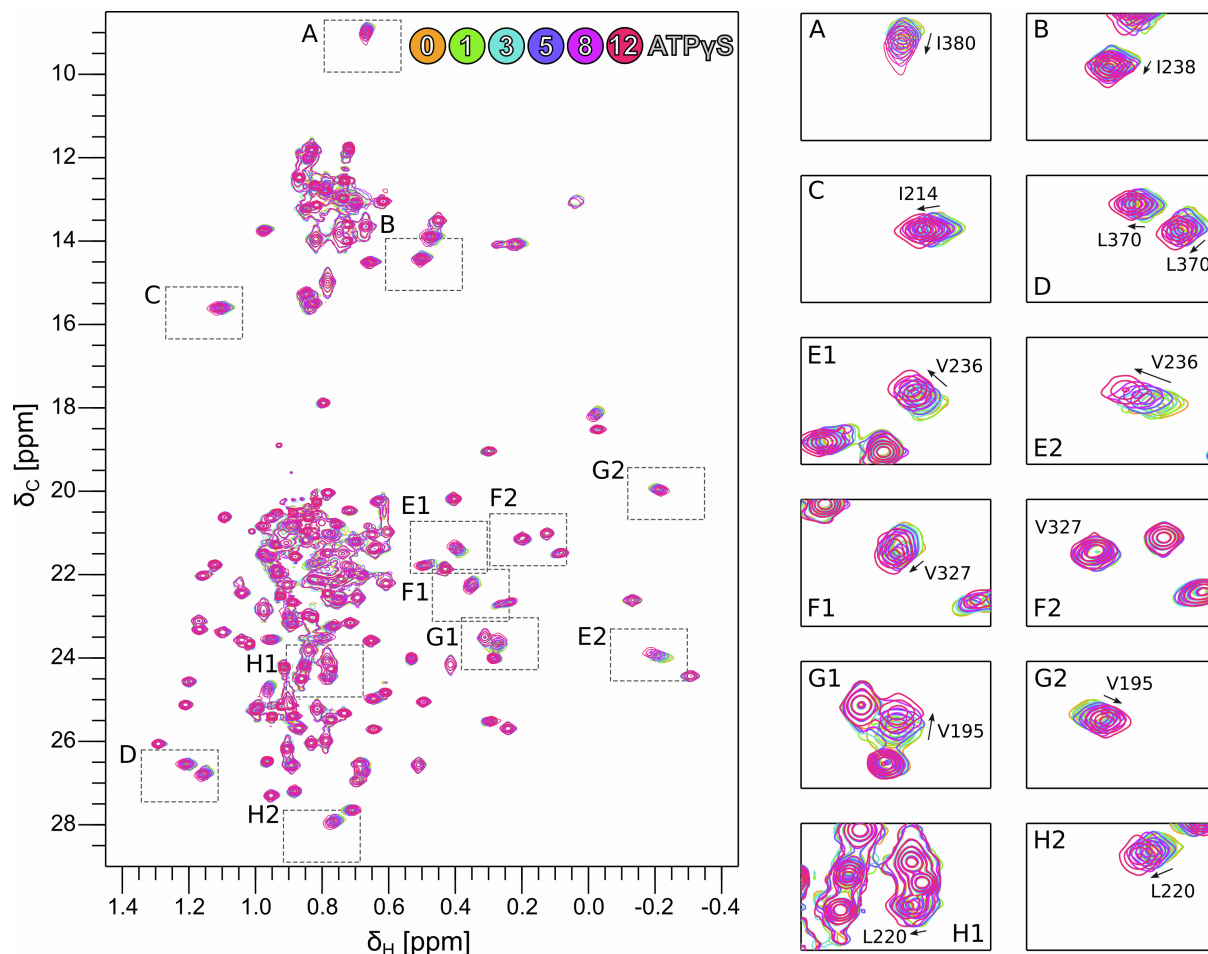 A
0 1 3 5 8 12 ATPγS
10
12
14
16
18
20
22
24
26
28
δC [ppm]
B
C
G2
E1
F2
F1
G1
E2
H1
D
H2
1.4 1.2 1.0 0.8 0.6 0.4 0.2 0.0 -0.2 -0.4
δH [ppm]
A
I380
B
I238
C
I214
D
L370
L370
E1
V236
E2
V236
F1
V327
F2
V327
G1
V195
G2
V195
H1
L220
H2
L220